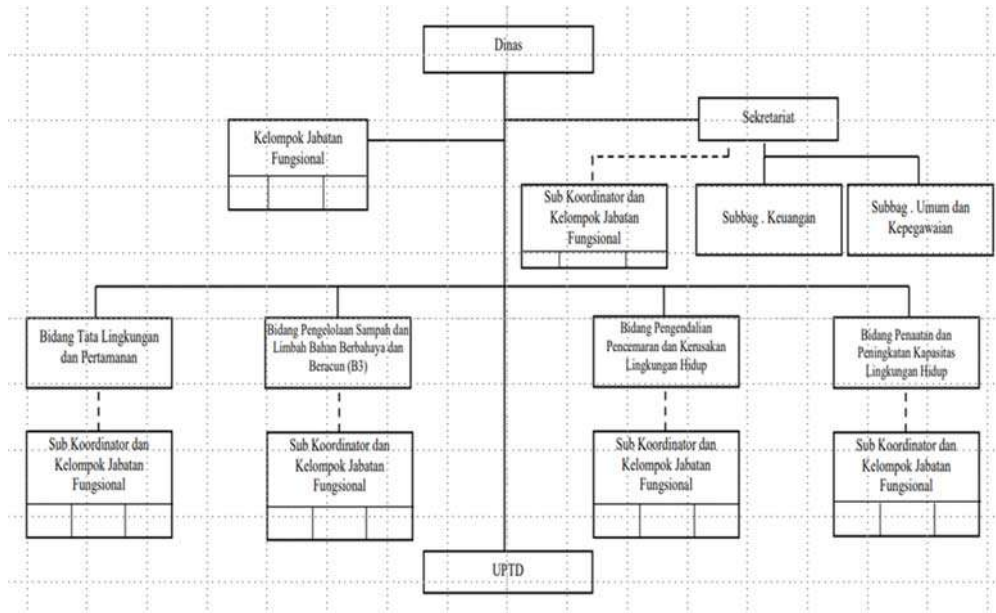 Dinas
Sekretariat
Kelompok Jabatan
Fungsional
Sub Koordinator dan
Kelompok Jabatan
Fungsional
Subbag . Keuangan
Subbag . Umum dan
Kepegawaian
Bidang Tata Lingkungan
dan Pertamanan
Bidang Pengelolaan Sampah dan
Limbah Bahan Berbahaya dan
Beracun (B3)
Bidang Pengendalian
Pencemaran dan Kerusakan
Lingkungan Hidup
Bidang Penaatan dan
Peningkatan Kapasitas
Lingkungan Hidup
Sub Koordinator dan
Kelompok Jabatan
Fungsional
Sub Koordinator dan
Kelompok Jabatan
Fungsional
Sub Koordinator dan
Kelompok Jabatan
Fungsional
Sub Koordinator dan
Kelompok Jabatan
Fungsional
UPTD